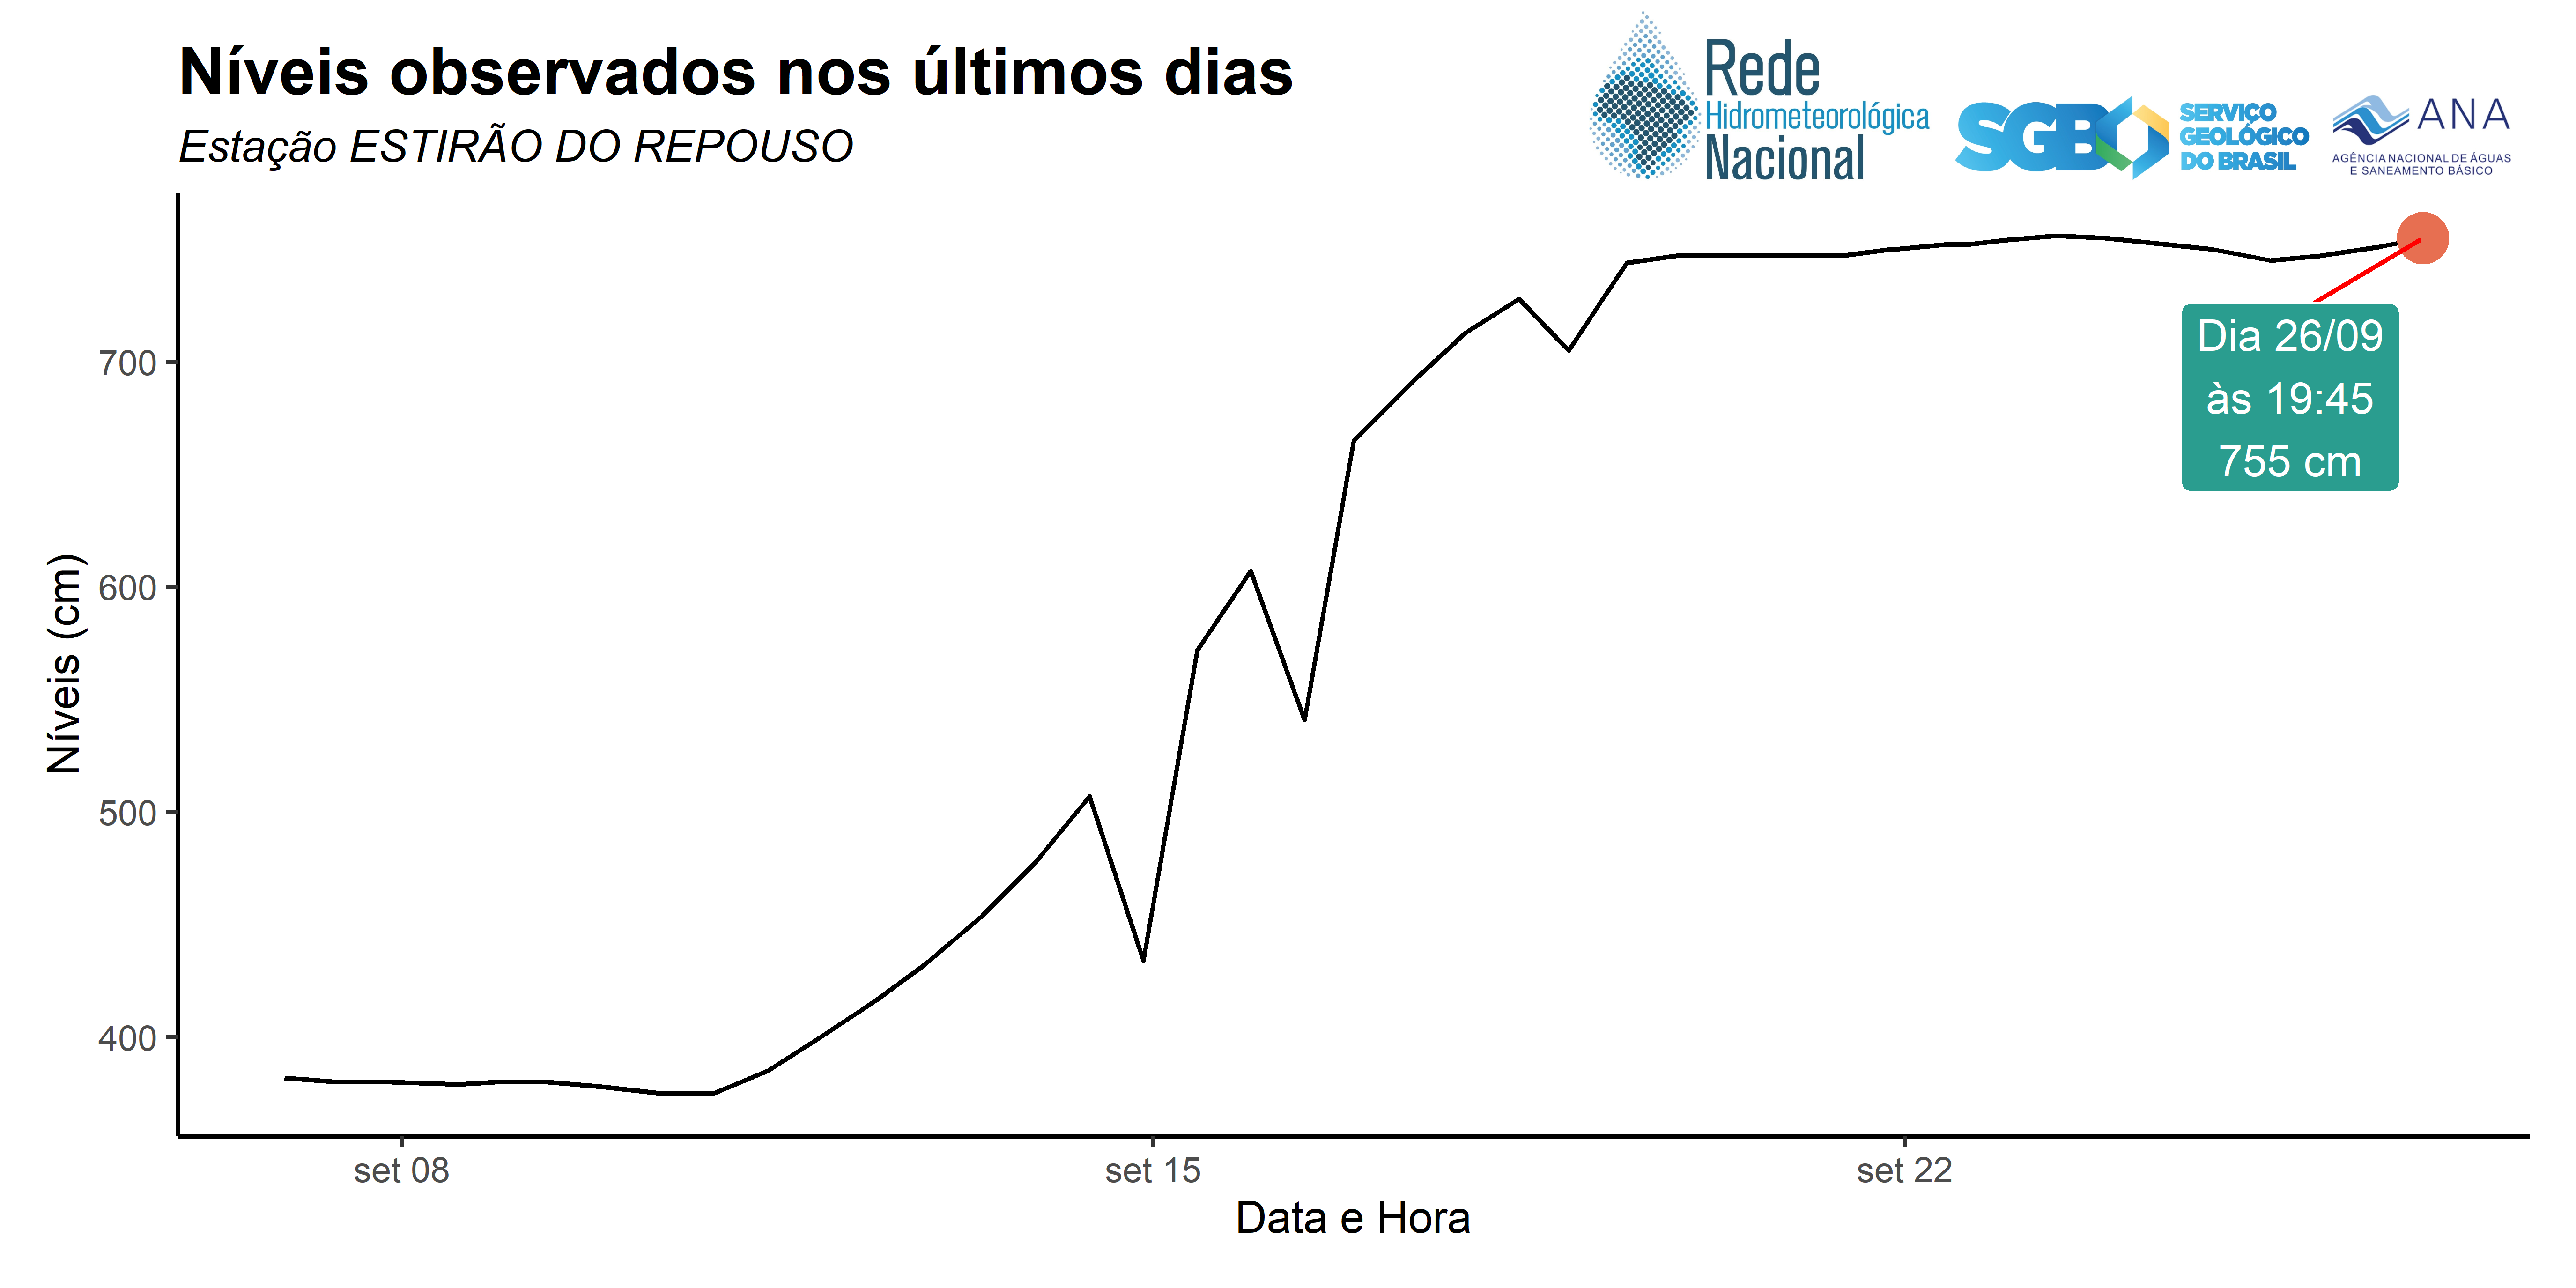 Níveis observados nos últimos dias
Estação ESTIRÃO DO REPOUSO
Rede
Hidrometeorológica
Nacional
SGB
SERVIÇO
GEOLÓGICO
DO BRASIL
ANA
AGÊNCIA NACIONAL DE ÁGUAS
E SANEAMENTO BÁSICO
Dia 26/09
às 19:45
755 cm
Níveis (cm)
700
600
500
400
set 08
set 15
set 22
Data e Hora